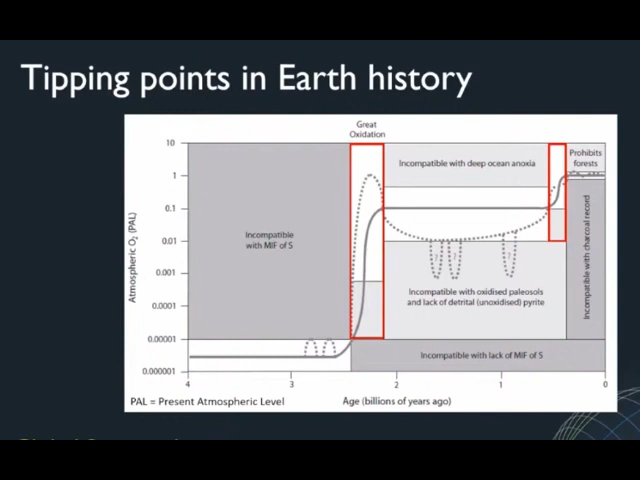 Tipping points in Earth history
Great
Oxidation
10
1
0.1
0.01
0.001
0.0001
0.00001
0.000001
Atmospheric O₂ (PAL)
Incompatible
with MIF of S
Incompatible with deep ocean anoxia
Prohibits
forests
Incompatible with charcoal record
? ? ?
Incompatible with oxidised paleosols
and lack of detrital (unoxidised) pyrite
Incompatible with lack of MIF of S
4 3 2 1 0
PAL = Present Atmospheric Level
Age (billions of years ago)